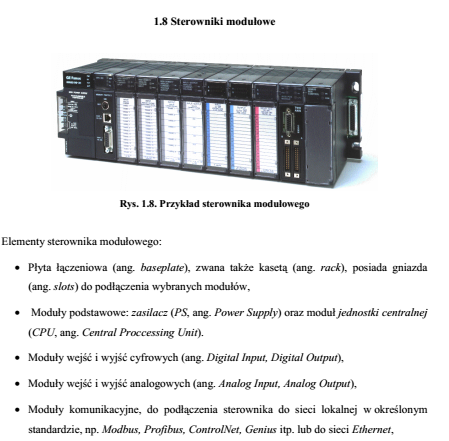 1.8 Sterowniki modułowe
Rys. 1.8. Przykład sterownika modułowego
Elementy sterownika modułowego:
• Płyta łączeniowa (ang. baseplate), zwana także kasetą (ang. rack), posiada gniazda
(ang. slots) do podłączenia wybranych modułów,
• Moduły podstawowe: zasilacz (PS, ang. Power Supply) oraz moduł jednostki centralnej
(CPU, ang. Central Proccessing Unit).
• Moduły wejść i wyjść cyfrowych (ang. Digital Input, Digital Output),
• Moduły wejść i wyjść analogowych (ang. Analog Input, Analog Output),
• Moduły komunikacyjne, do podłączenia sterownika do sieci lokalnej w określonym
standardzie, np. Modbus, Profibus, ControlNet, Genius itp. lub do sieci Ethernet,